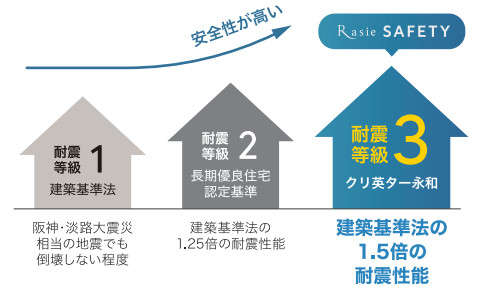 安全性が高い
Rasie SAFETY
耐震
等級 1
建築基準法
耐震
等級 2
長期優良住宅
認定基準
耐震
等級 3
クリ英ター永和
阪神・淡路大震災
相当の地震でも
倒壊しない程度
建築基準法の
1.25倍の耐震性能
建築基準法の
1.5倍の
耐震性能